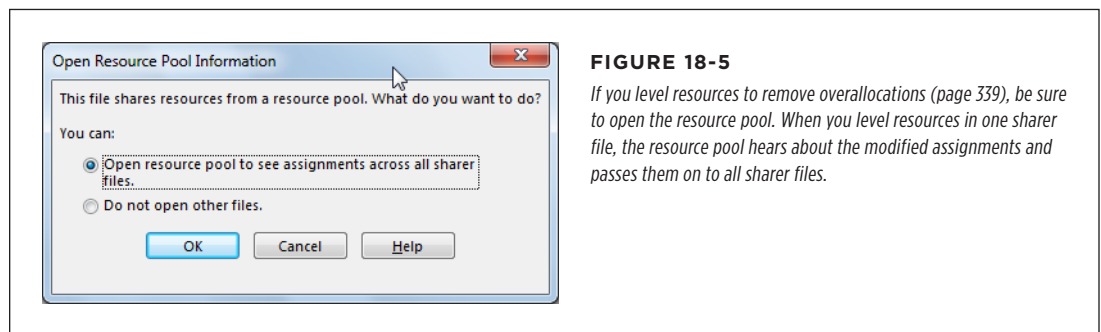 Open Resource Pool Information
This file shares resources from a resource pool. What do you want to do?
You can:
Open resource pool to see assignments across all sharer
files.
Do not open other files.
OK Cancel Help
FIGURE 18-5
If you level resources to remove overallocations (page 339), be sure
to open the resource pool. When you level resources in one sharer
file, the resource pool hears about the modified assignments and
passes them on to all sharer files.